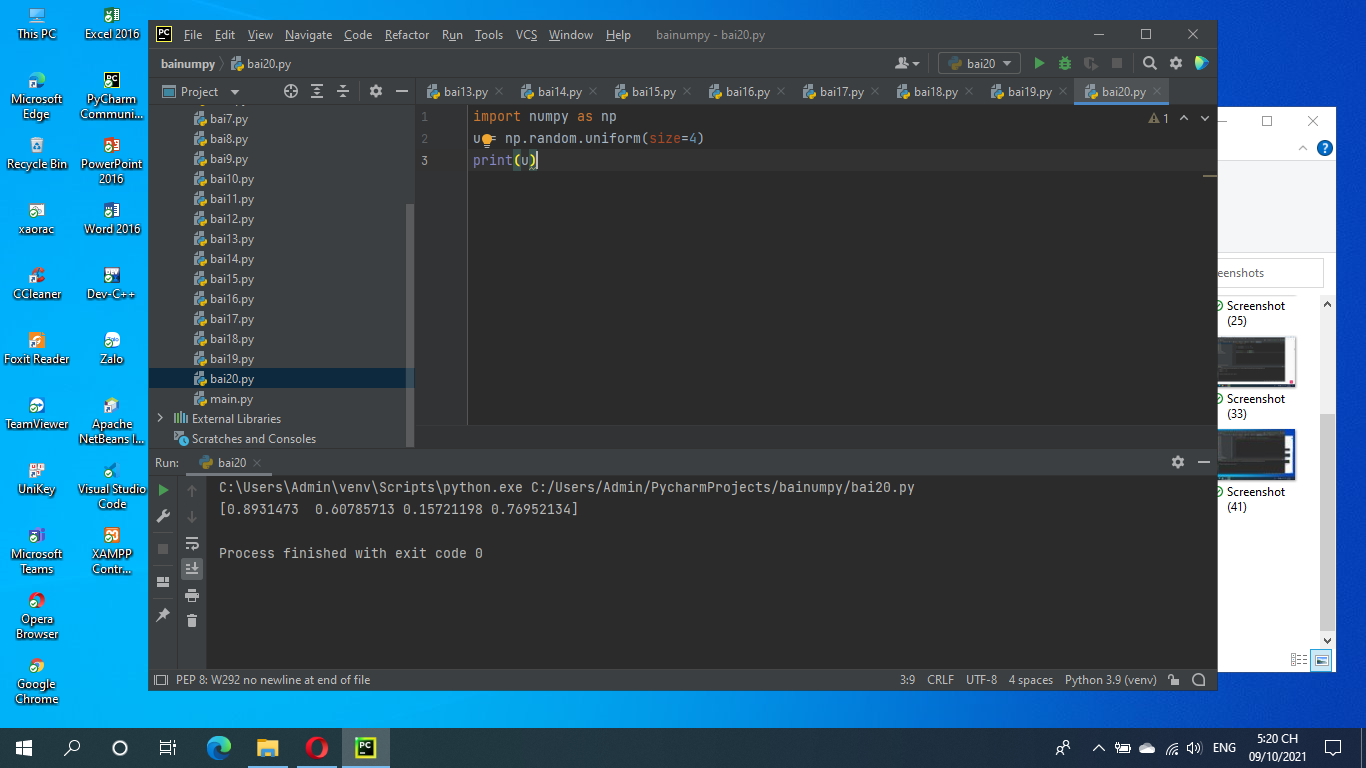 This PC
Excel 2016
Microsoft
Edge
PyCharm
Communi...
Recycle Bin
PowerPoint
2016
xaorac
Word 2016
CCleaner
Dev-C++
Foxit Reader
Zalo
TeamViewer
Apache
NetBeans I...
UniKey
Visual Studio
Code
Microsoft
Teams
XAMPP
Contr...
Opera
Browser
Google
Chrome
PC
File Edit View Navigate Code Refactor Run Tools VCS Window Help bainumpy - bai20.py
bainumpy bai20.py
bai20
Project
bai13.py bai14.py bai15.py bai16.py bai17.py bai18.py bai19.py bai20.py
bai7.py
bai8.py
bai9.py
bai10.py
bai11.py
bai12.py
bai13.py
bai14.py
bai15.py
bai16.py
bai17.py
bai18.py
bai19.py
bai20.py
main.py
External Libraries
Scratches and Consoles
1 import numpy as np
2 u = np.random.uniform(size=4)
3 print(u)
1
Run: bai20
C:\Users\Admin\venv\Scripts\python.exe C:/Users/Admin/PycharmProjects/bainumpy/bai20.py
[0.8931473  0.60785713 0.15721198 0.76952134]
Process finished with exit code 0
PEP 8: W292 no newline at end of file
3:9 CRLF UTF-8 4 spaces Python 3.9 (venv)
eenshots
Screenshot
(25)
Screenshot
(33)
Screenshot
(41)
PC
ENG
5:20 CH
09/10/2021